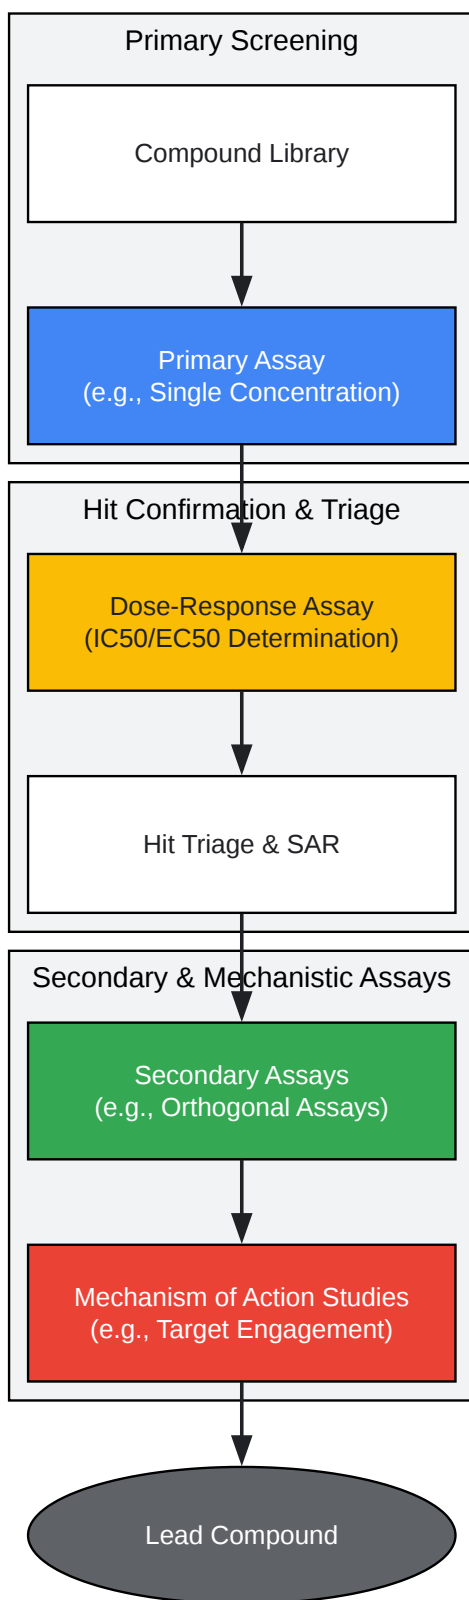 Primary Screening
Compound Library
Primary Assay
(e.g., Single Concentration)
Hit Confirmation & Triage
Dose-Response Assay
(IC50/EC50 Determination)
Hit Triage & SAR
Secondary & Mechanistic Assays
Secondary Assays
(e.g., Orthogonal Assays)
Mechanism of Action Studies
(e.g., Target Engagement)
Lead Compound